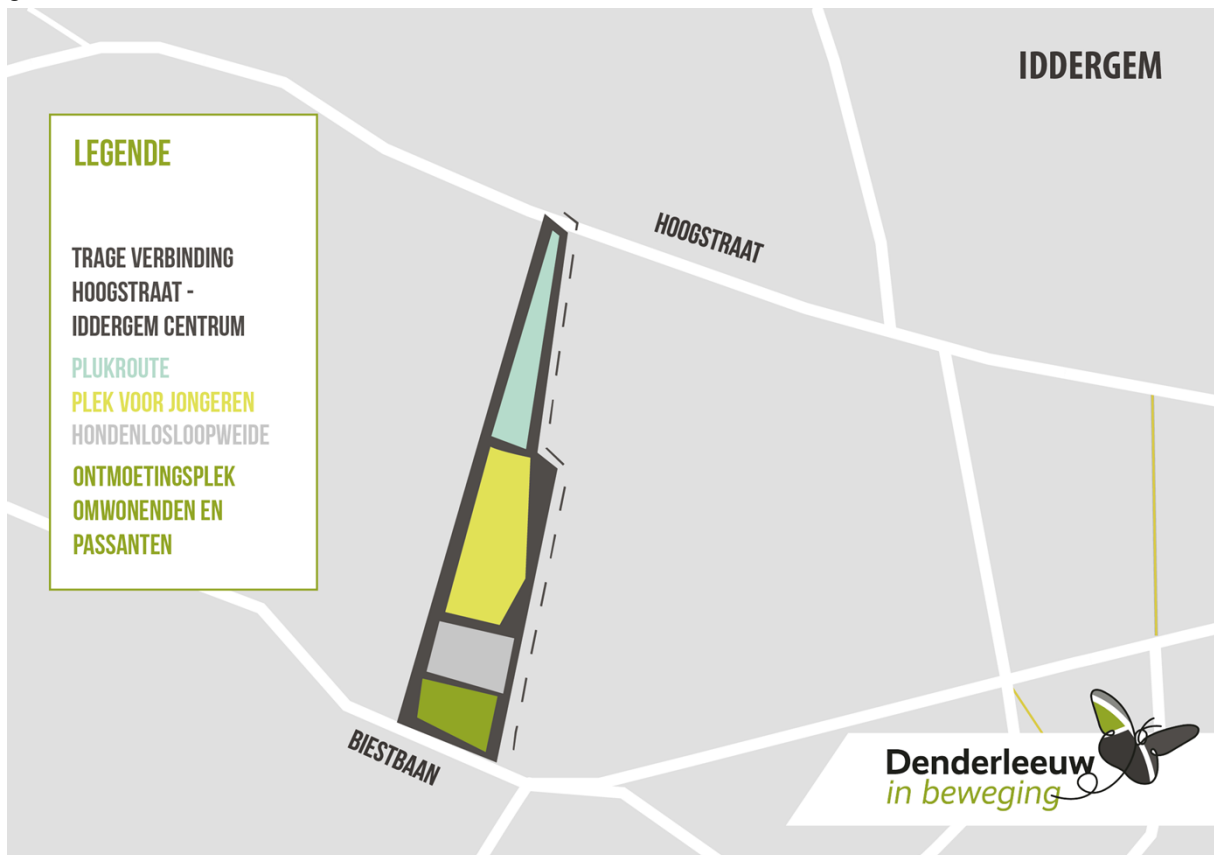 IDDERGEM
LEGENDE
TRAGE VERBINDING
HOOGSTRAAT -
IDDERGEM CENTRUM
PLUKROUTE
PLEK VOOR JONGEREN
HONDENLOSLOOPWEIDE
ONTMOETINGSPLEK
OMWONENDEN EN
PASSANTEN
HOOGSTRAAT
BIESTBAAN
Denderleeuw
in beweging